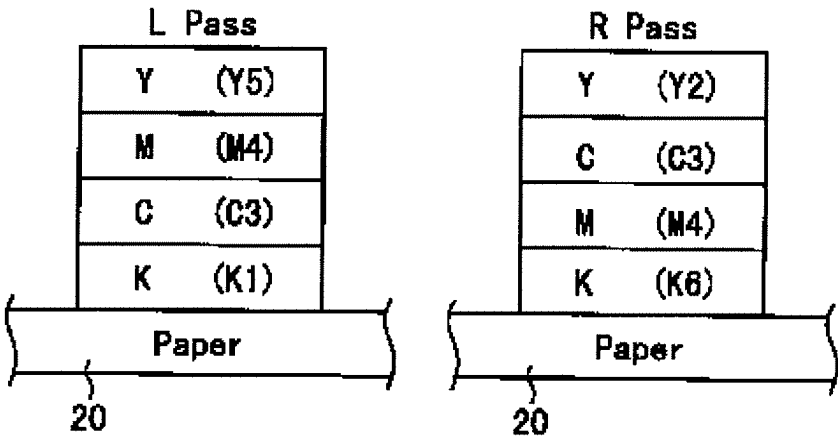 L Pass
Y (Y5)
M (M4)
C (C3)
K (K1)
Paper
20
R Pass
Y (Y2)
C (C3)
M (M4)
K (K6)
Paper
20